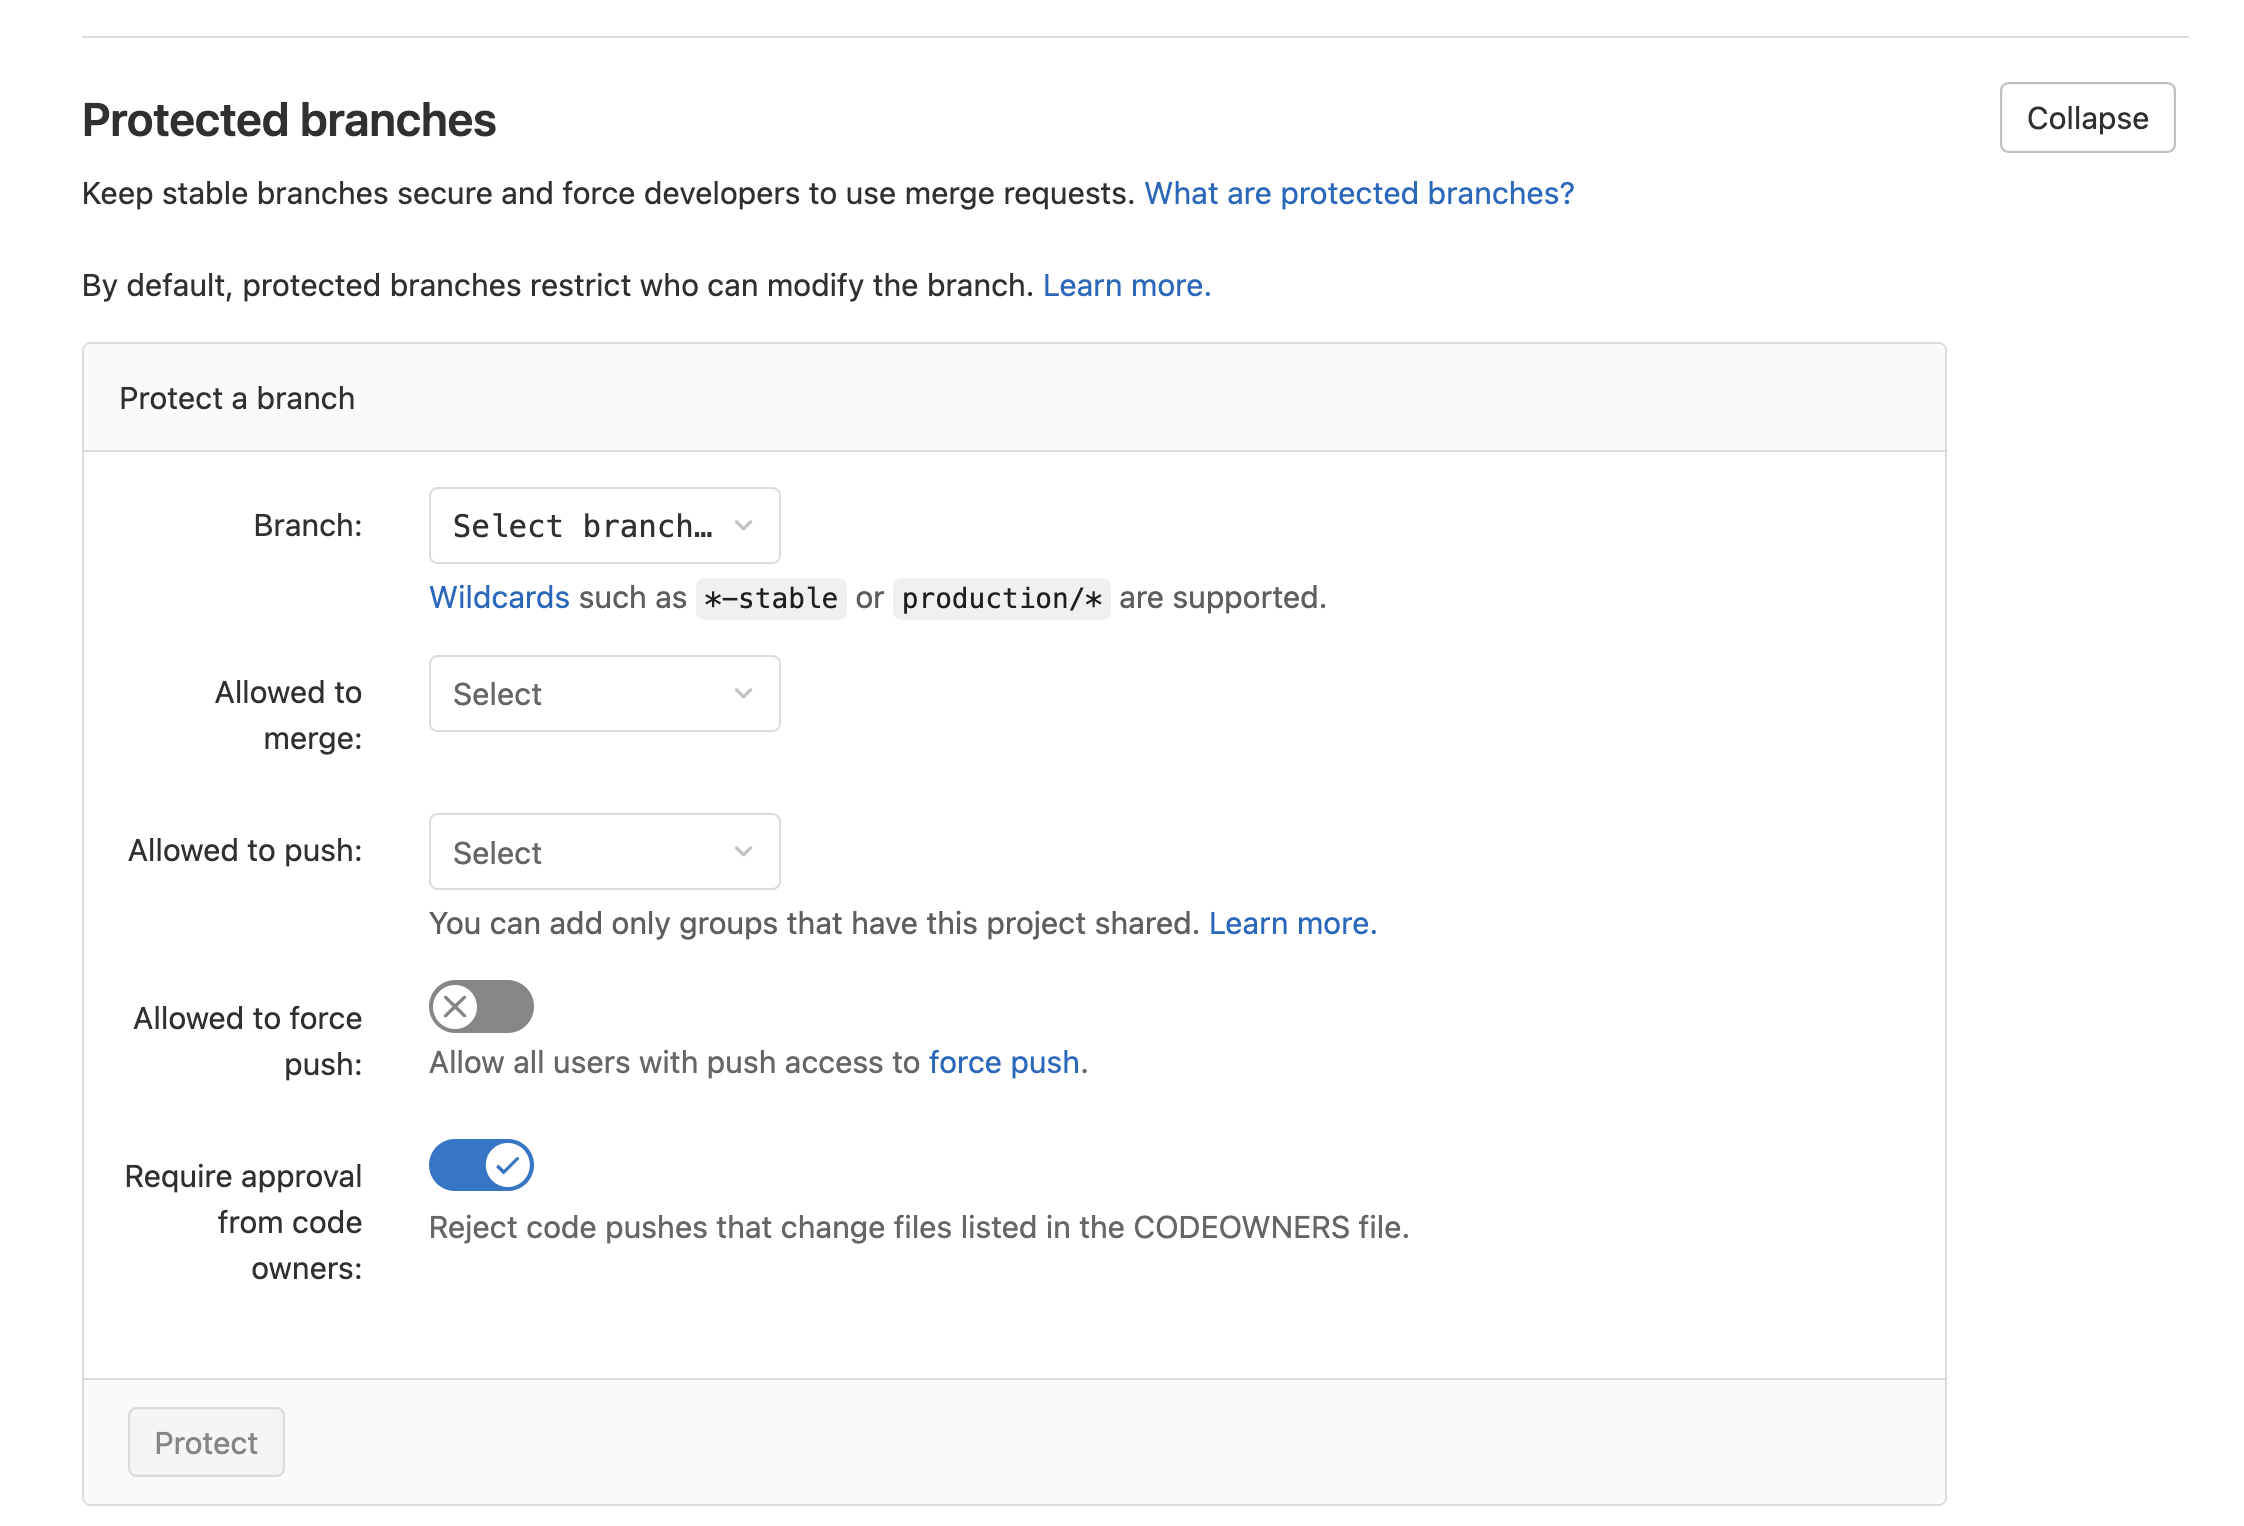 Protected branches
Collapse
Keep stable branches secure and force developers to use merge requests. What are protected branches?
By default, protected branches restrict who can modify the branch. Learn more.
Protect a branch
Branch:
Select branch…
Wildcards such as *-stable or production/* are supported.
Allowed to
merge:
Select
Allowed to push:
Select
You can add only groups that have this project shared. Learn more.
Allowed to force
push:
Allow all users with push access to force push.
Require approval
from code
owners:
Reject code pushes that change files listed in the CODEOWNERS file.
Protect